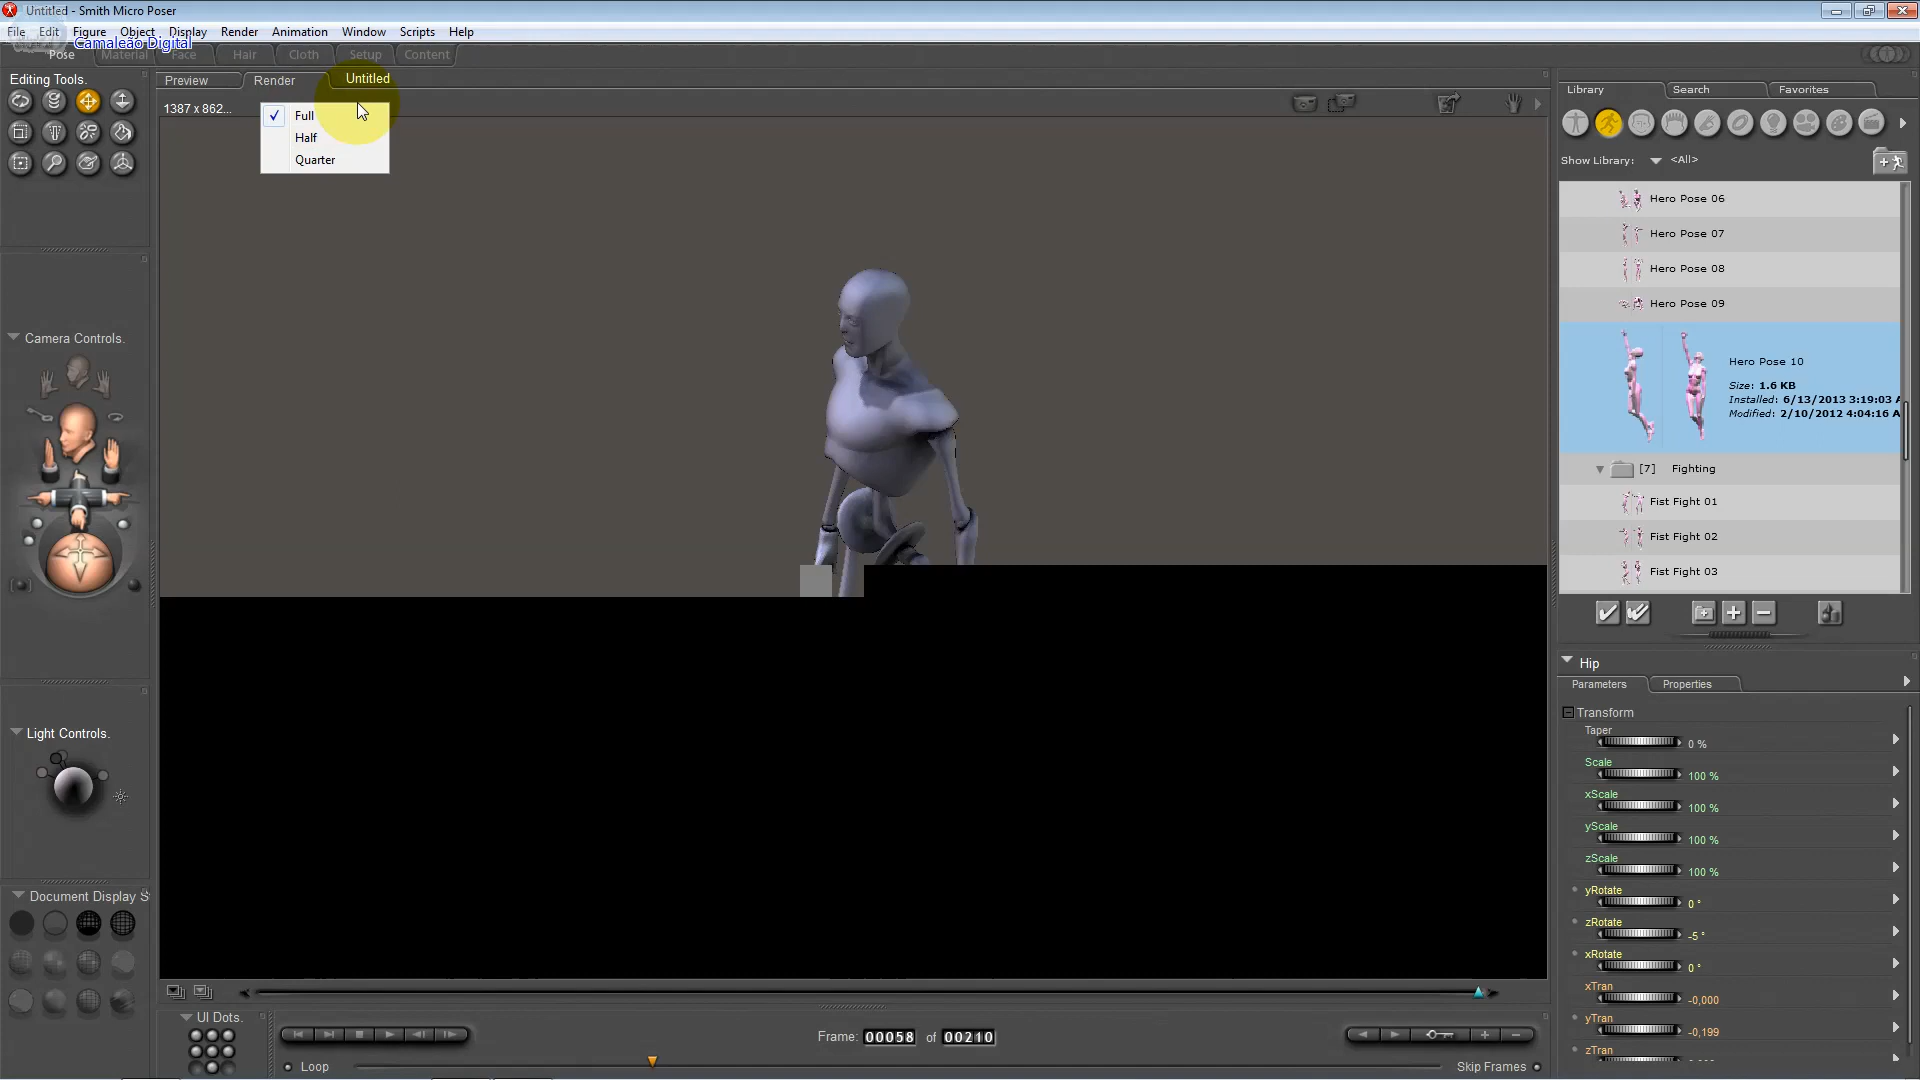 Untitled - Smith Micro Poser
File Edit Figure Object Display Render Animation Window Scripts Help
Camaleão Digital
Pose Material Face Hair Cloth Setup Content
Editing Tools.
Preview Render Untitled
1387 x 862...
Full
Half
Quarter
Camera Controls.
Light Controls.
Document Display S
UI Dots.
Loop
Frame: 00058 of 00210
Skip Frames
Library Search Favorites
Show Library: <All>
Hero Pose 06
Hero Pose 07
Hero Pose 08
Hero Pose 09
Hero Pose 10
Size: 1.6 KB
Installed: 6/13/2013 3:19:03 A
Modified: 2/10/2012 4:04:16 A
[7] Fighting
Fist Fight 01
Fist Fight 02
Fist Fight 03
Hip
Parameters Properties
Transform
Taper
0 %
Scale
100 %
xScale
100 %
yScale
100 %
zScale
100 %
yRotate
0 °
zRotate
-5 °
xRotate
0 °
xTran
-0,000
yTran
-0,199
zTran